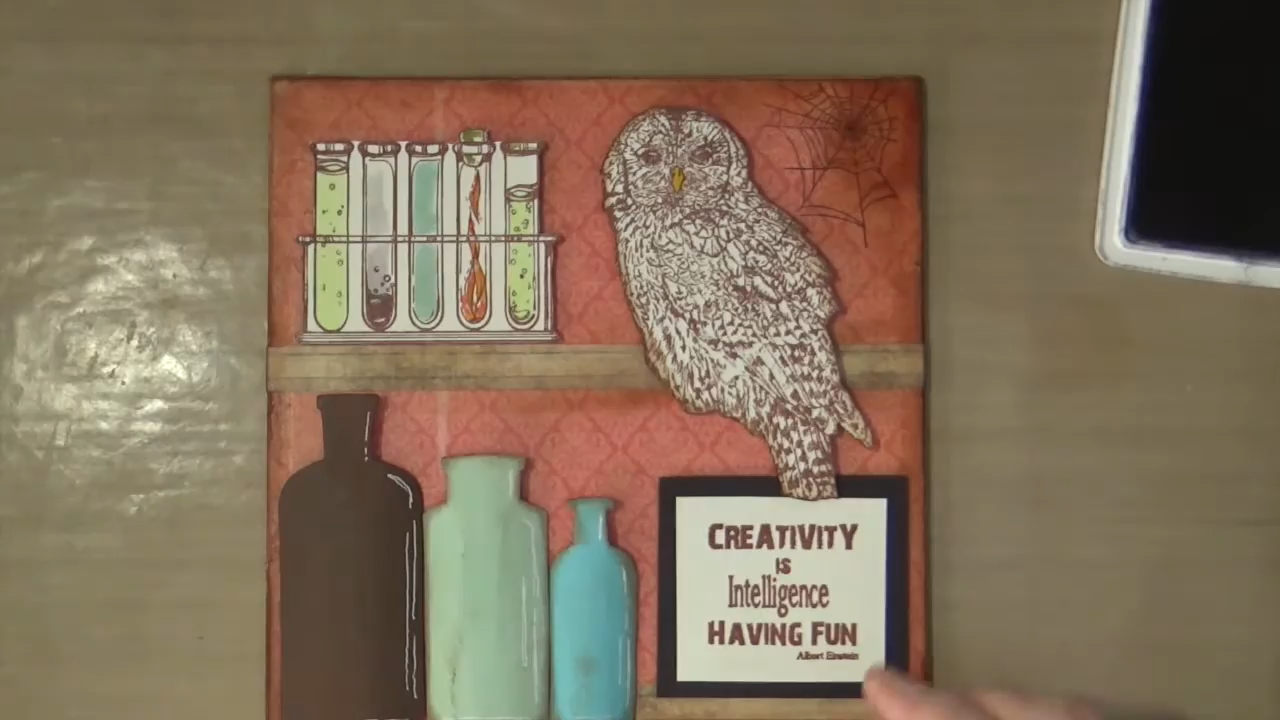 CREATIVITY
IS
Intelligence
HAVING FUN
Albert Einstein